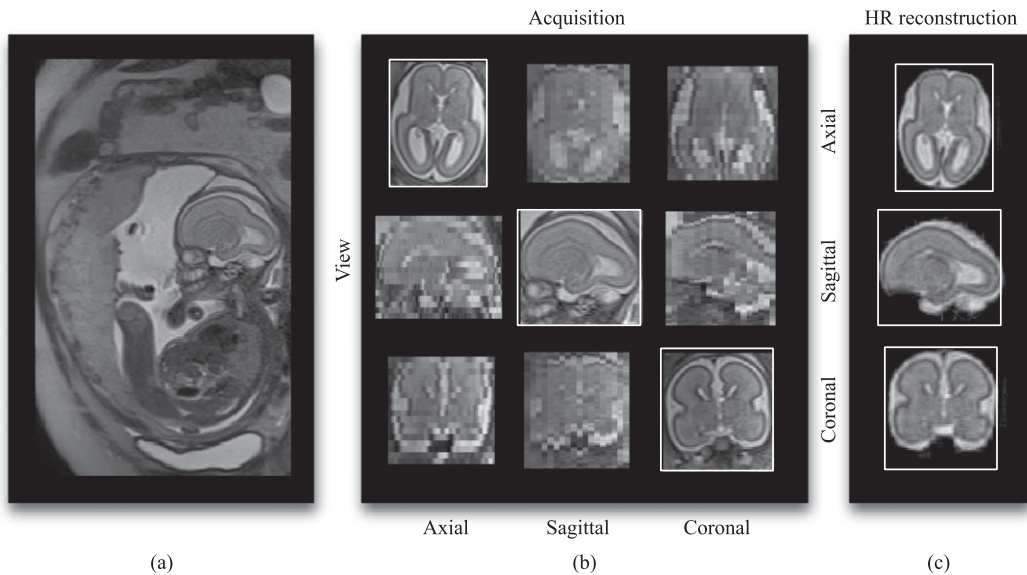 Acquisition
HR reconstruction
View
Axial
Sagittal
Coronal
Axial
Sagittal
Coronal
(a)
(b)
(c)